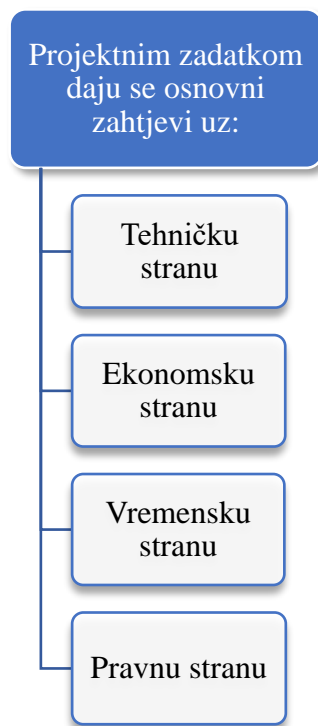 Projektnim zadatkom
daju se osnovni
zahtjevi uz:
Tehničku
stranu
Ekonomsku
stranu
Vremensku
stranu
Pravnu stranu